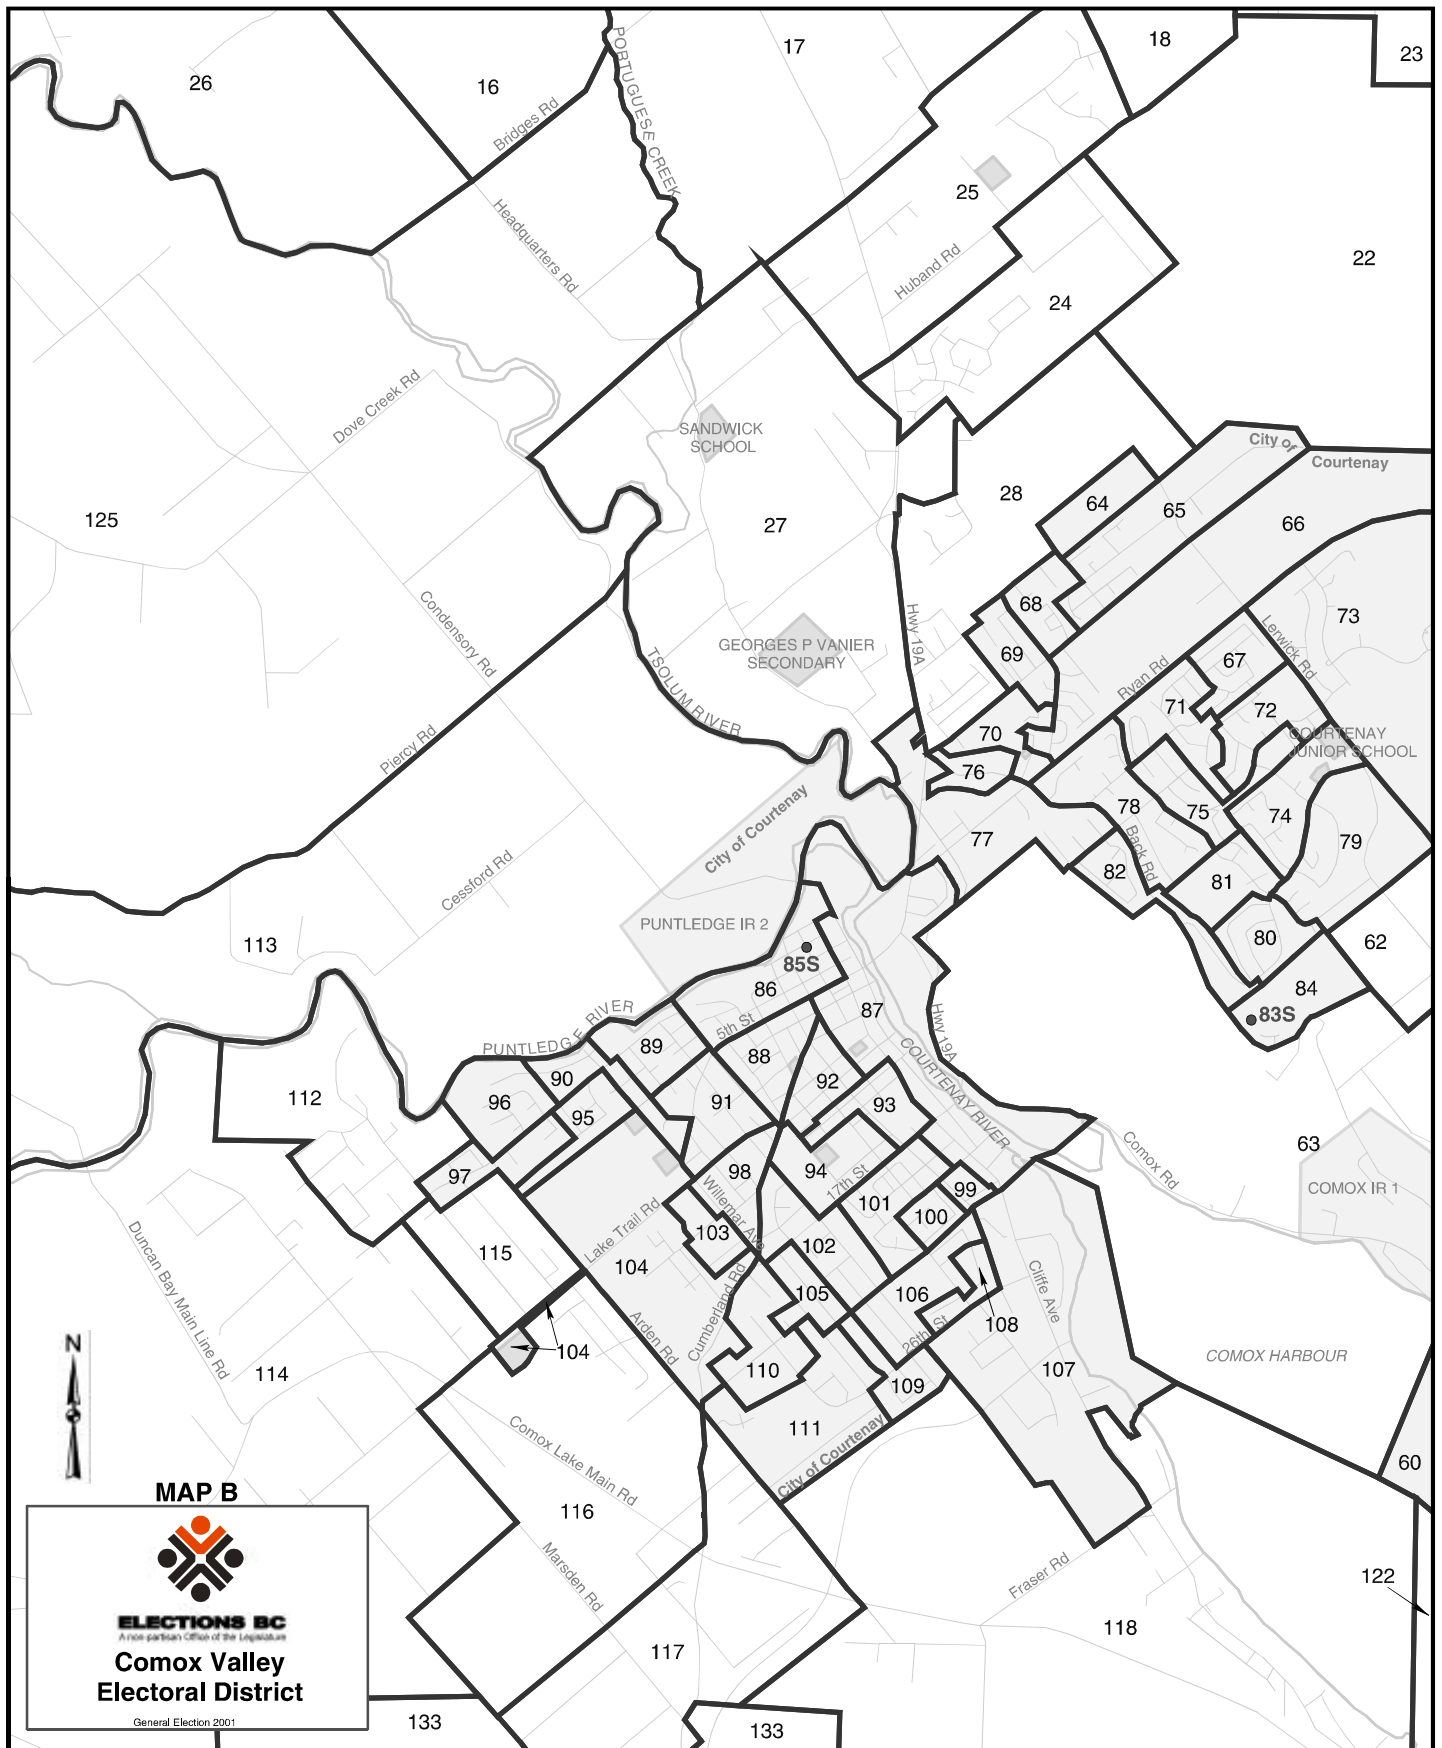 17
18
23
26
16
PORTUGUESE CREEK
Bridges Rd
25
Headquarters Rd
Huband Rd
22
24
Dove Creek Rd
SANDWICK
SCHOOL
City of
Courtenay
28
64
65
66
125
27
Condensory Rd
Hwy 19A
68
69
73
GEORGES P VANIER
SECONDARY
TSOLUM RIVER
Lerwick Rd
67
Ryan Rd
71
72
70
COURTENAY
JUNIOR SCHOOL
Piercy Rd
76
City of Courtenay
78
75
74
79
77
Back Rd
82
81
Cessford Rd
PUNTLEDGE IR 2
113
85S
80
62
86
84
83S
87
PUNTLEDGE RIVER
5th St
Hwy 19A
89
88
COURTENAY RIVER
90
92
96
91
93
112
95
Comox Rd
63
97
98
94
17th St
99
COMOX IR 1
101
100
Willemar Ave
Lake Trail Rd
103
102
Duncan Bay Main Line Rd
115
104
Cumberland Rd
105
106
Cliffe Ave
108
Arden Rd
26th St
104
N
COMOX HARBOUR
114
110
107
109
111
City of Courtenay
Comox Lake Main Rd
60
MAP B
116
Marsden Rd
Fraser Rd
122
118
ELECTIONS BC
A non-partisan Office of the Legislature
117
Comox Valley
Electoral District
General Election 2001
133
133